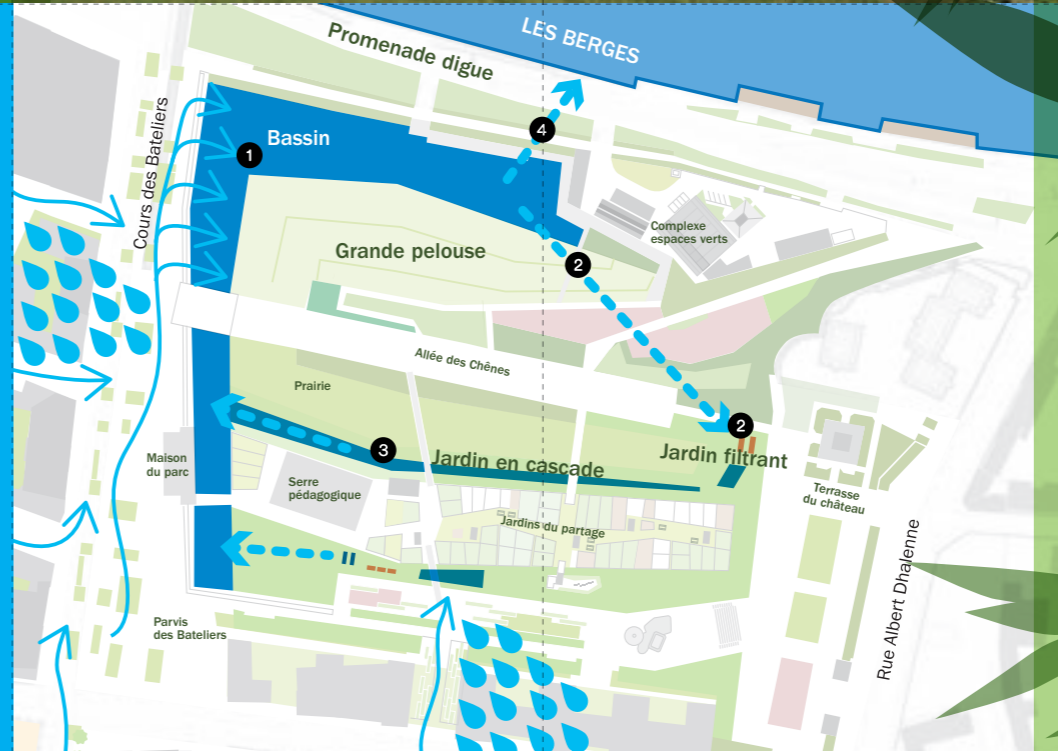 LES BERGES
Promenade digue
4
Cours des Bateliers
Bassin
1
Complexe
espaces verts
Grande pelouse
2
Allée des Chênes
Prairie
2
3
Jardin en cascade
Jardin filtrant
Maison
du parc
Serre
pédagogique
Terrasse
du château
Jardins du partage
Rue Albert Dhalenne
Parvis
des Bateliers